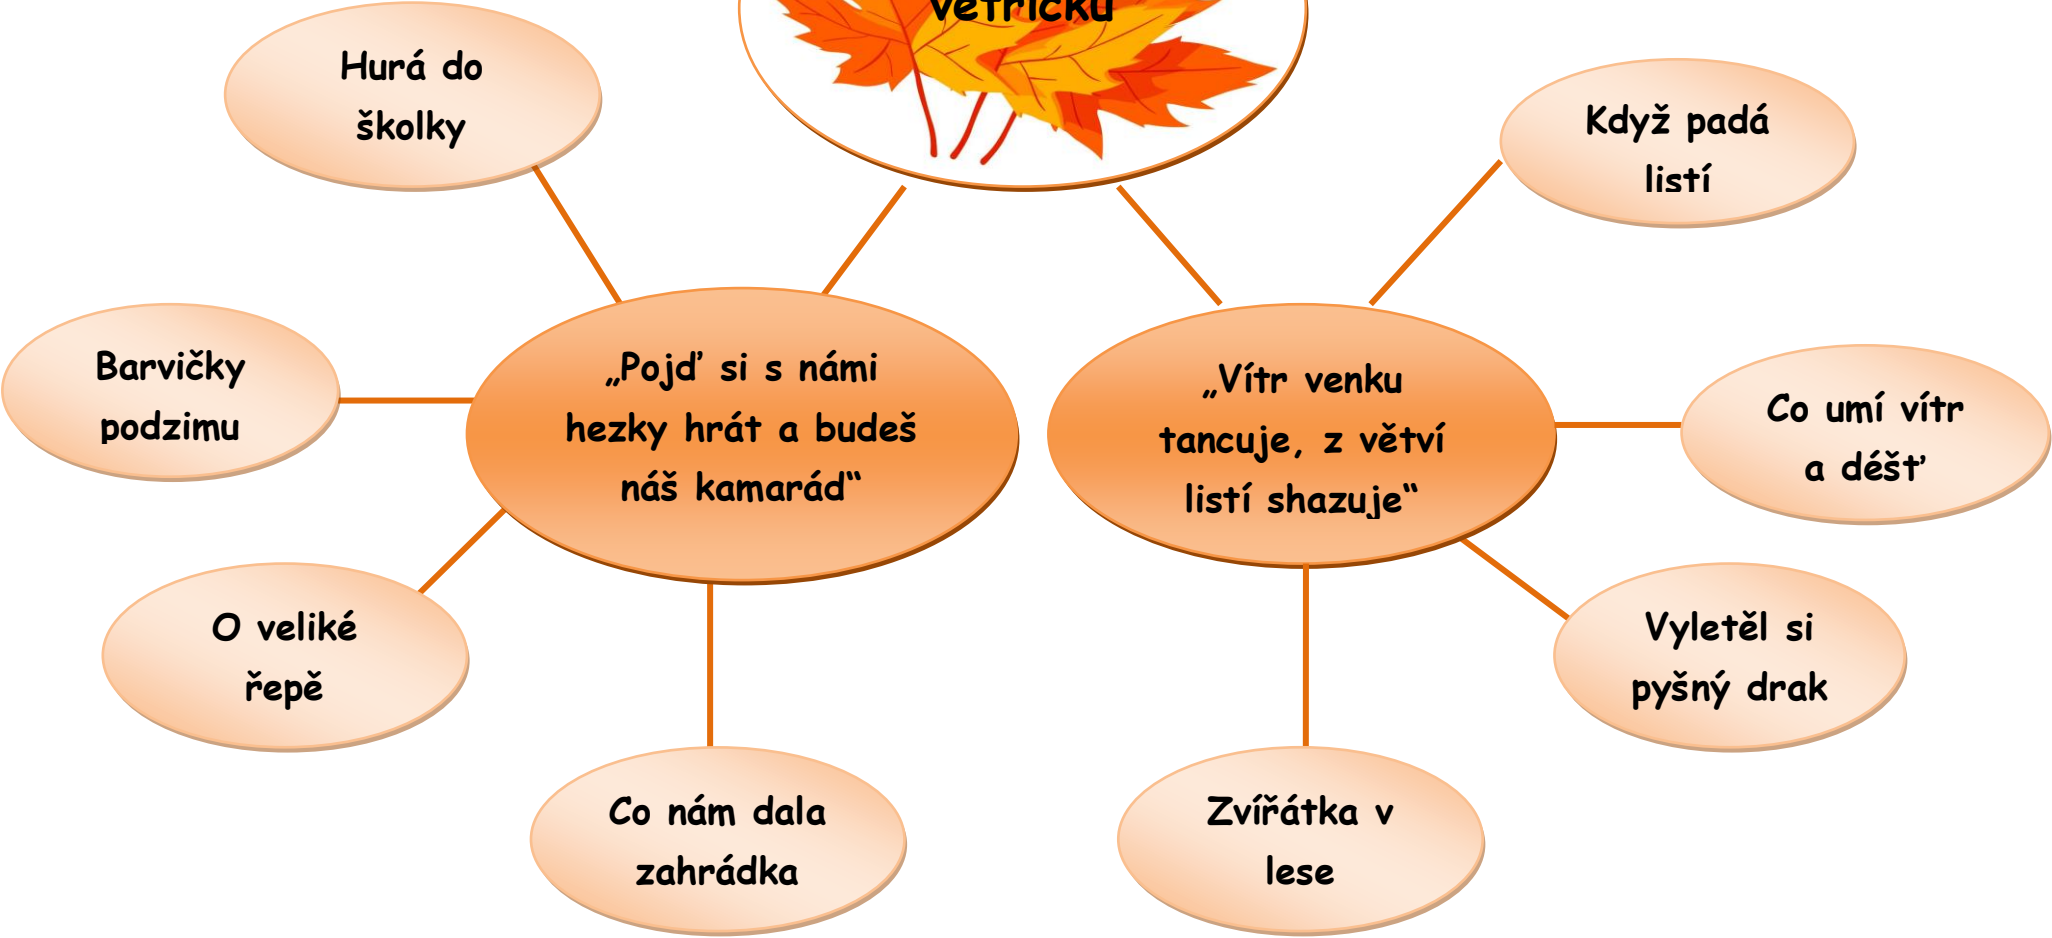 větříčku
Hurá do
školky
Když padá
listí
Barvičky
podzimu
„Pojď si s námi
hezky hrát a budeš
náš kamarád“
„Vítr venku
tancuje, z větví
listí shazuje“
Co umí vítr
a déšť
O veliké
řepě
Vyletěl si
pyšný drak
Co nám dala
zahrádka
Zvířátka v
lese